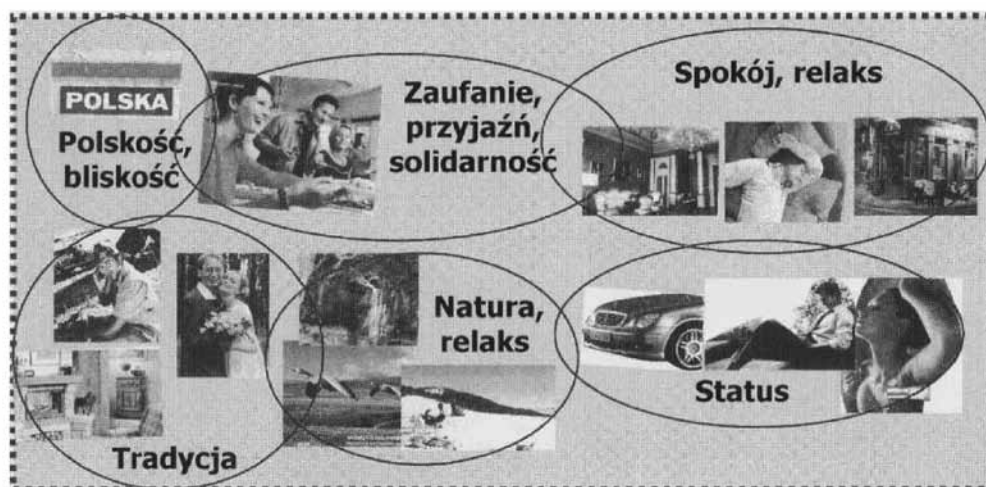 POLSKA
Polskość,
bliskość
Zaufanie,
przyjaźń,
solidarność
Spokój, relaks
Tradycja
Natura,
relaks
Status